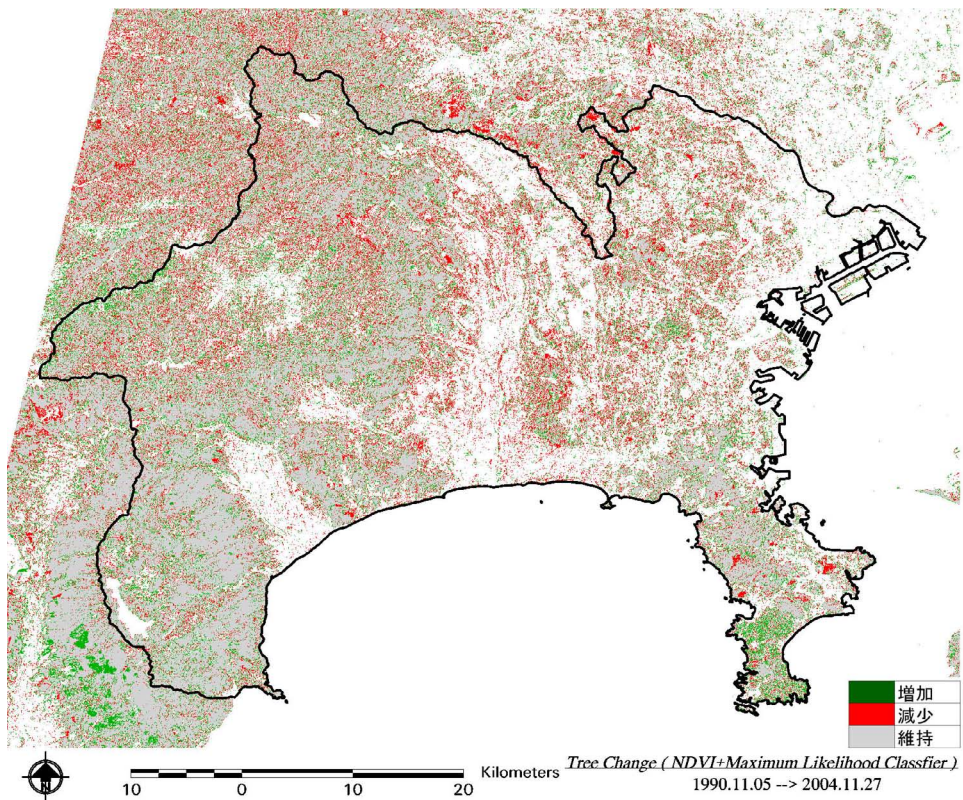 増加
減少
維持
N
10 0 10 20 Kilometers
Tree Change ( NDVI+Maximum Likelihood Classfier )
1990.11.05 --> 2004.11.27